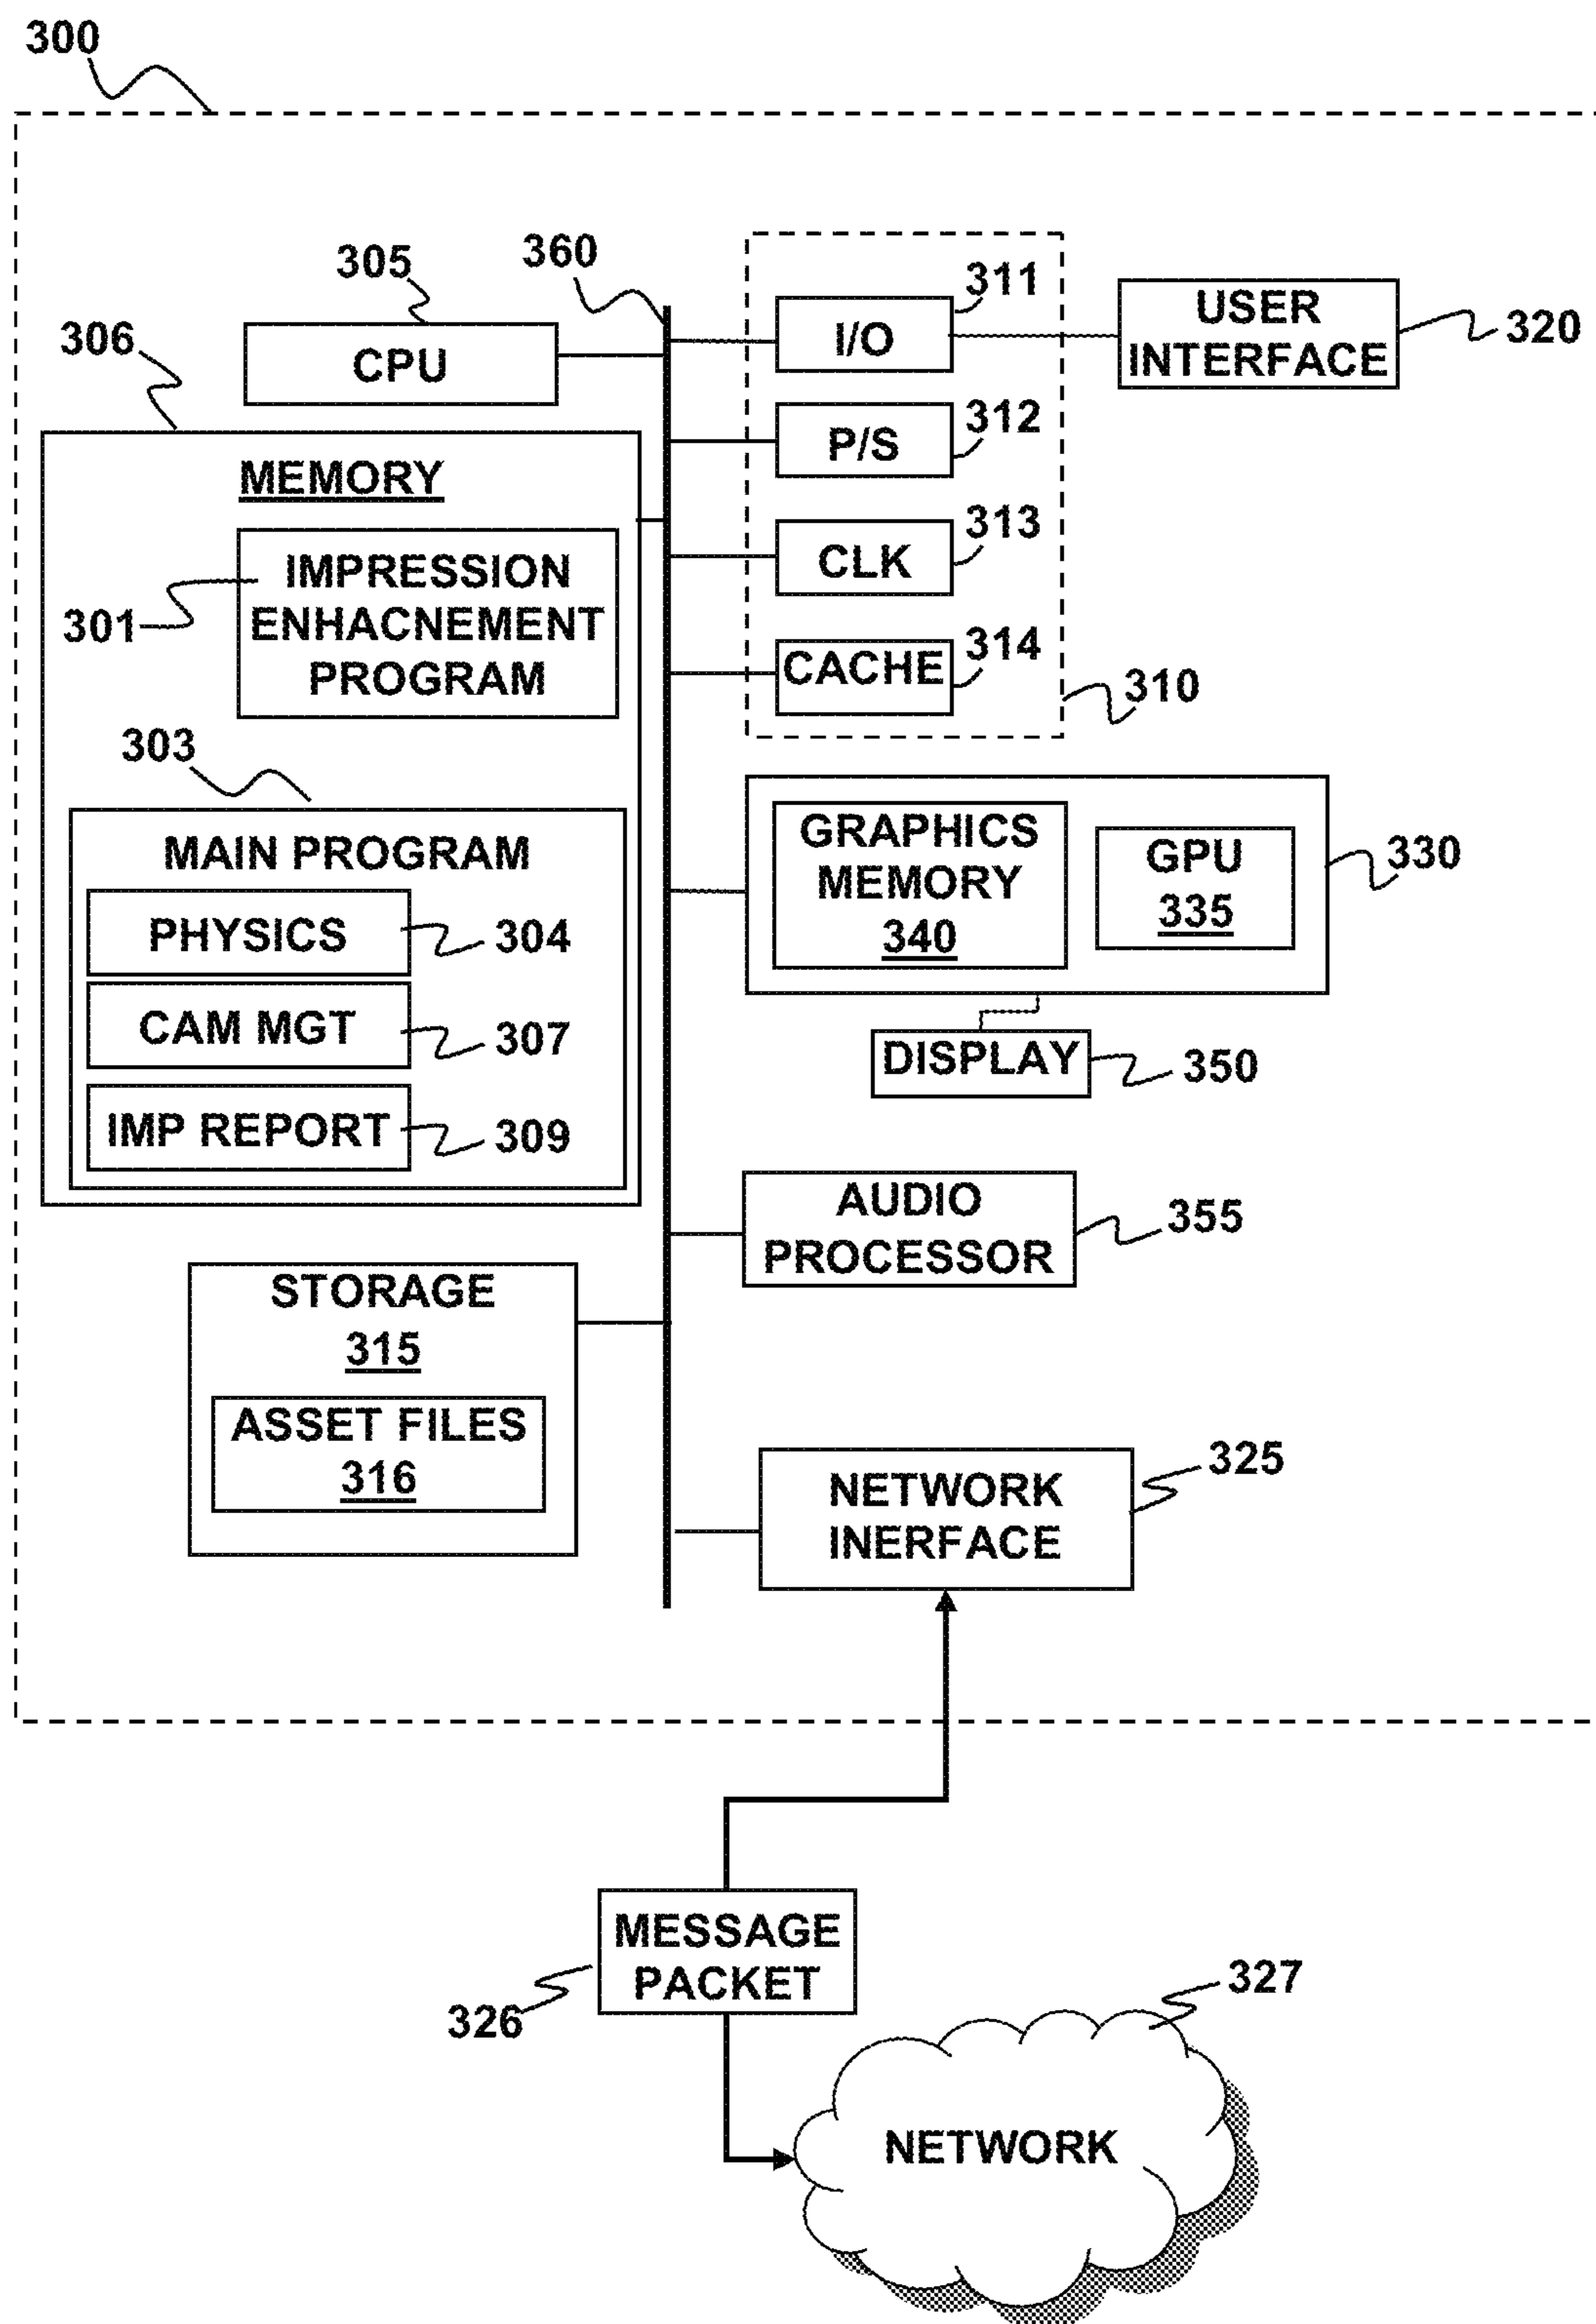 300
305
360
311
306
CPU
I/O
USER
INTERFACE
320
MEMORY
P/S
312
IMPRESSION
ENHACNEMENT
PROGRAM
301
CLK
313
CACHE
314
310
303
MAIN PROGRAM
PHYSICS
304
CAM MGT
307
IMP REPORT
309
GRAPHICS
MEMORY
340
GPU
335
330
DISPLAY
350
AUDIO
PROCESSOR
355
STORAGE
315
ASSET FILES
316
NETWORK
INERFACE
325
MESSAGE
PACKET
326
327
NETWORK